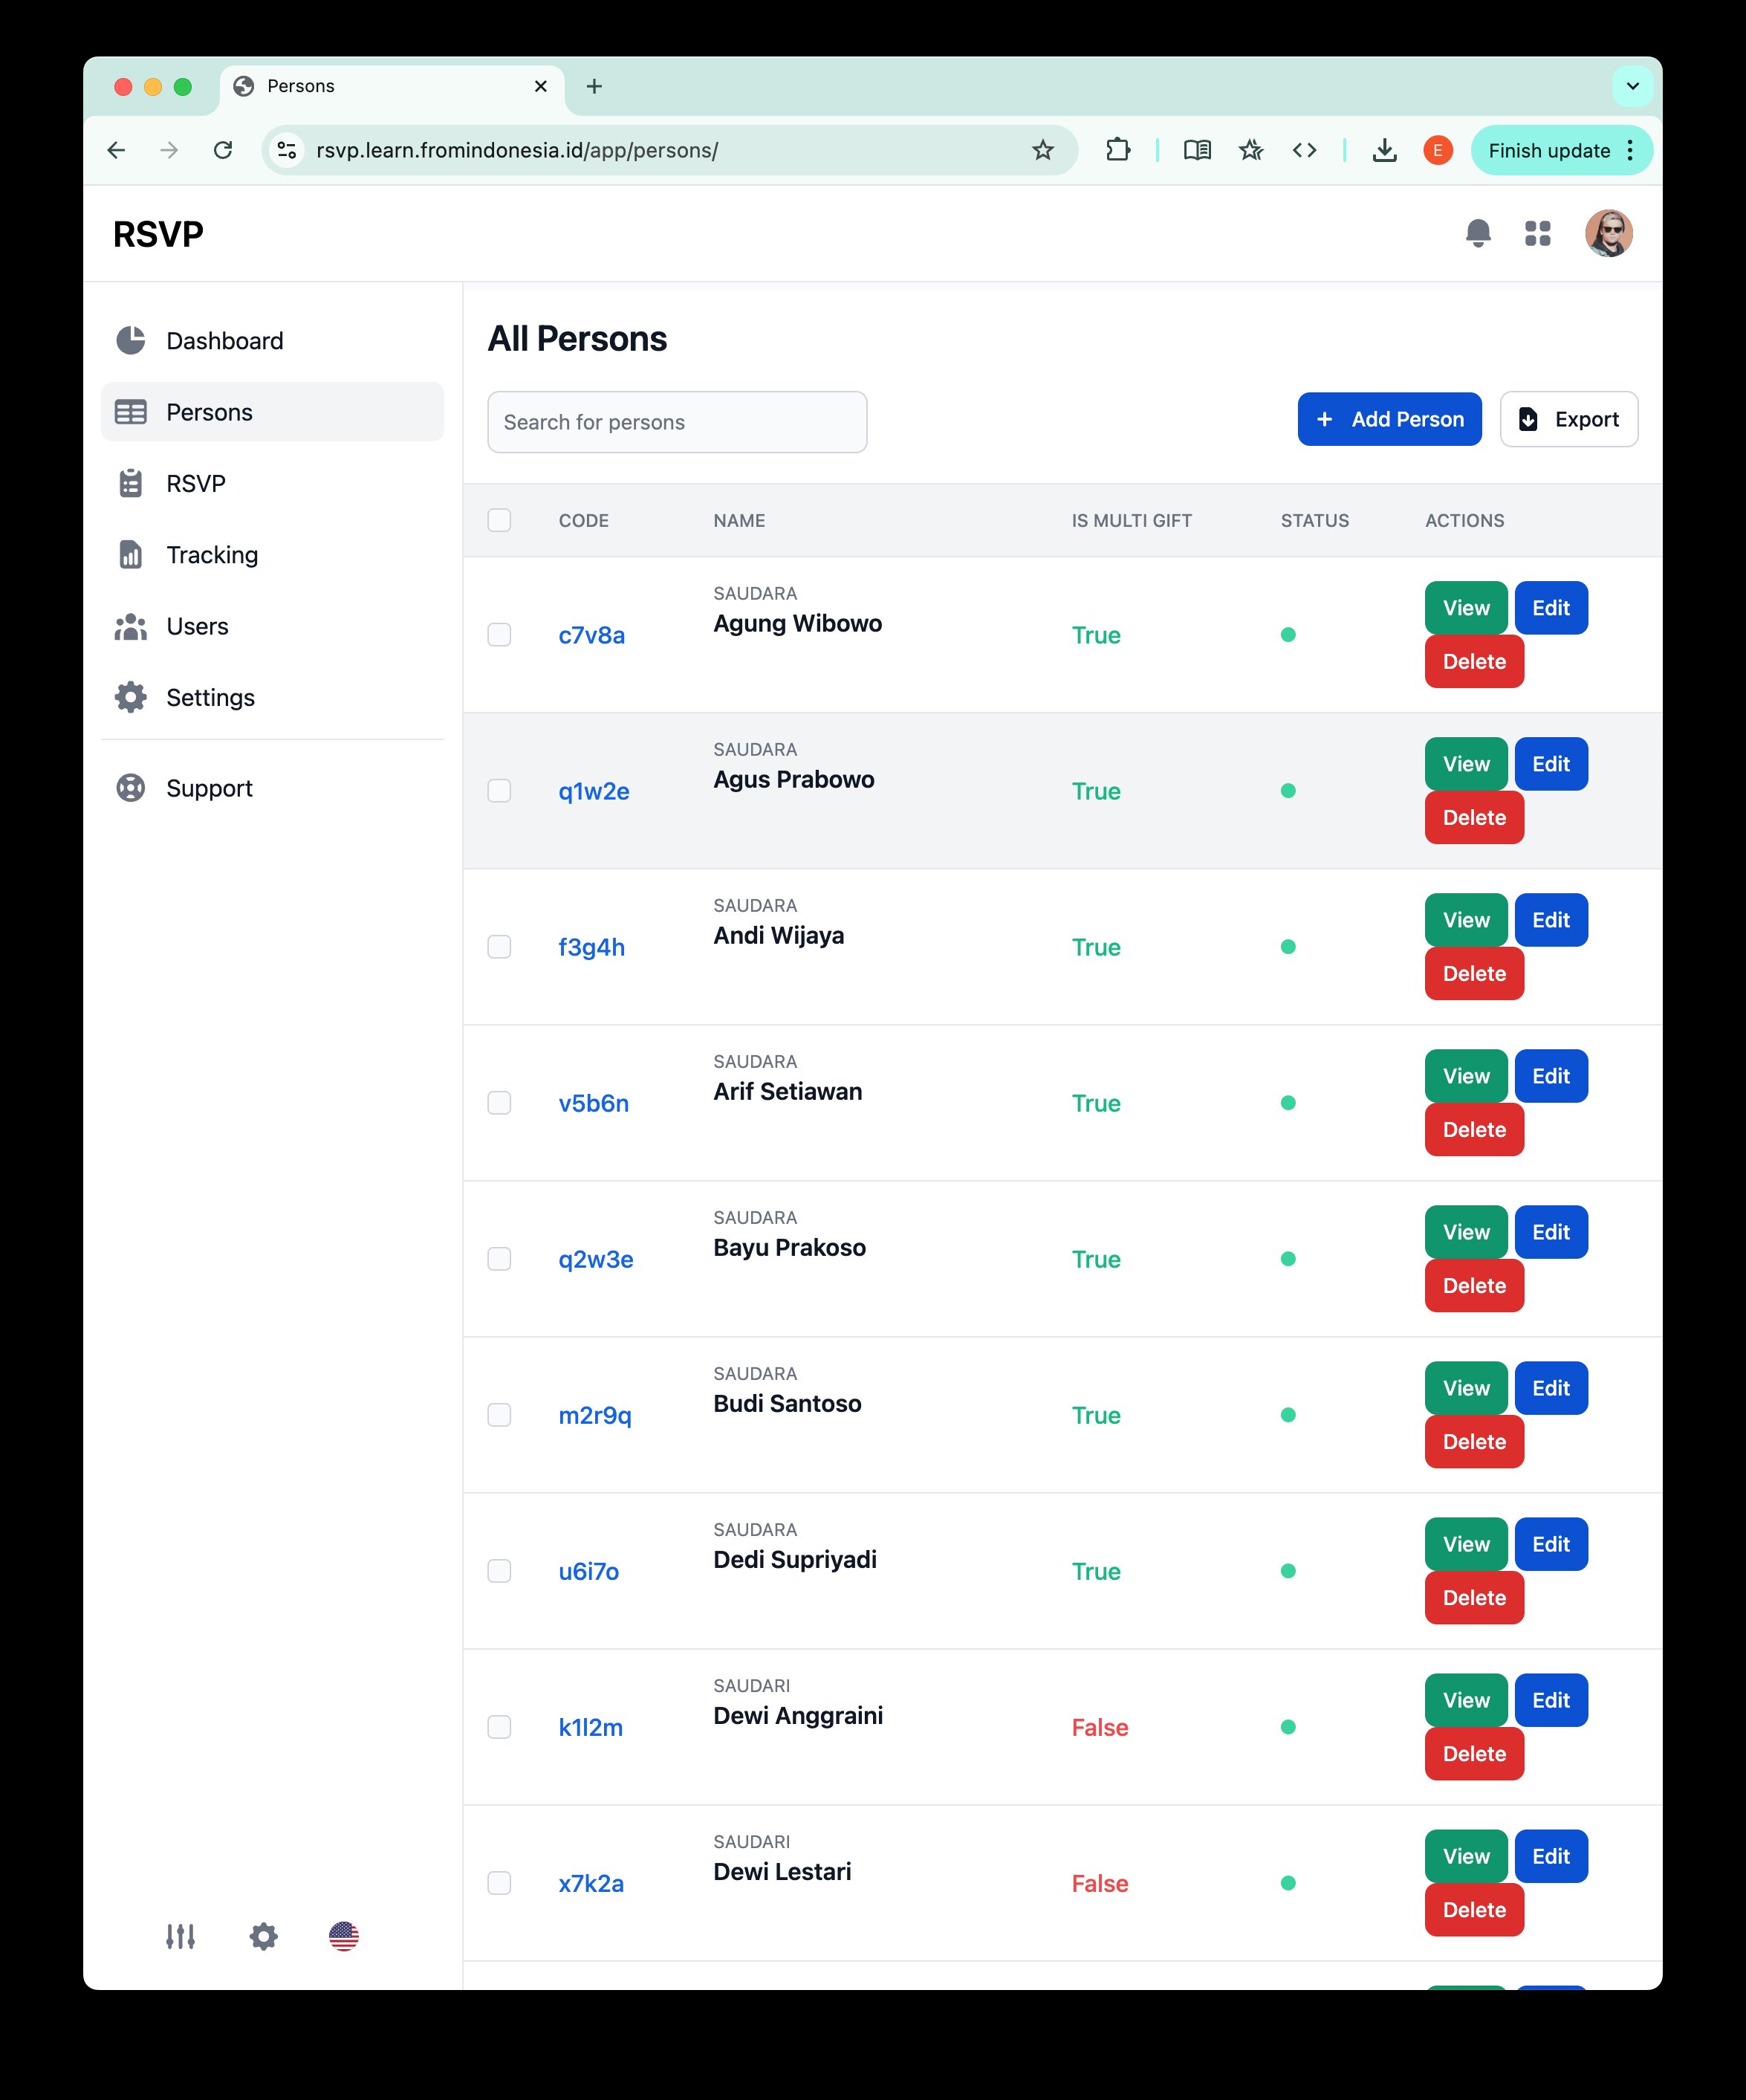 Persons
rsvp.learn.fromindonesia.id/app/persons/
E
Finish update
RSVP
Dashboard
Persons
RSVP
Tracking
Users
Settings
Support
All Persons
Search for persons
+ Add Person
Export
CODE NAME IS MULTI GIFT STATUS ACTIONS
SAUDARA
c7v8a Agung Wibowo True View Edit
Delete
SAUDARA
q1w2e Agus Prabowo True View Edit
Delete
SAUDARA
f3g4h Andi Wijaya True View Edit
Delete
SAUDARA
v5b6n Arif Setiawan True View Edit
Delete
SAUDARA
q2w3e Bayu Prakoso True View Edit
Delete
SAUDARA
m2r9q Budi Santoso True View Edit
Delete
SAUDARA
u6i7o Dedi Supriyadi True View Edit
Delete
SAUDARI
k1l2m Dewi Anggraini False View Edit
Delete
SAUDARI
x7k2a Dewi Lestari False View Edit
Delete